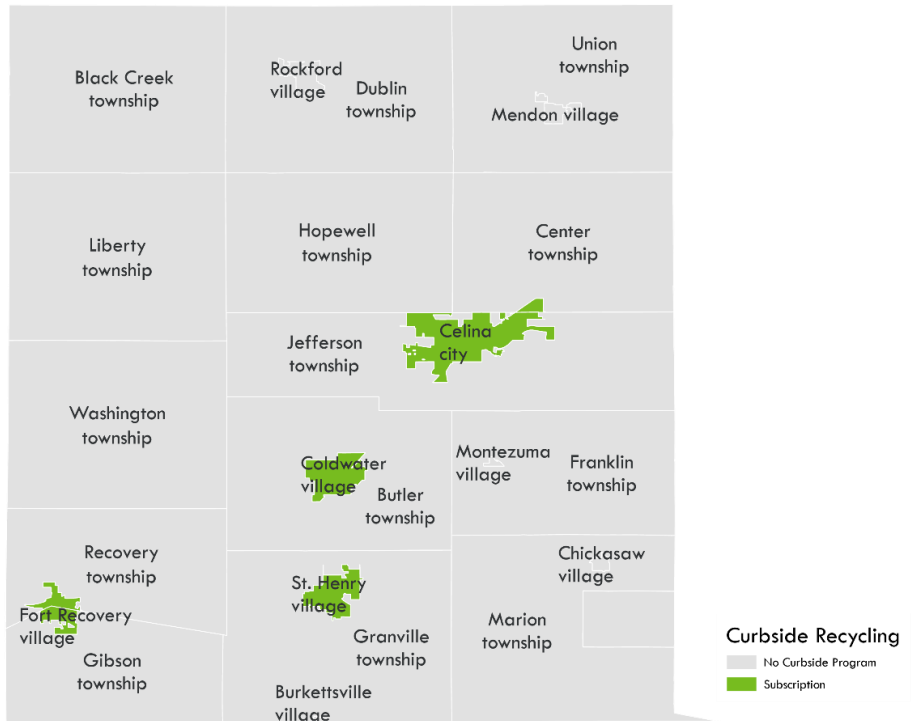 Black Creek
township
Rockford
village
Dublin
township
Union
township
Mendon village
Liberty
township
Hopewell
township
Center
township
Jefferson
township
Celina
city
Washington
township
Coldwater
village
Butler
township
Montezuma
village
Franklin
township
Recovery
township
Fort Recovery
village
Gibson
township
St. Henry
village
Granville
township
Burkettsville
village
Chickasaw
village
Marion
township
Curbside Recycling
No Curbside Program
Subscription